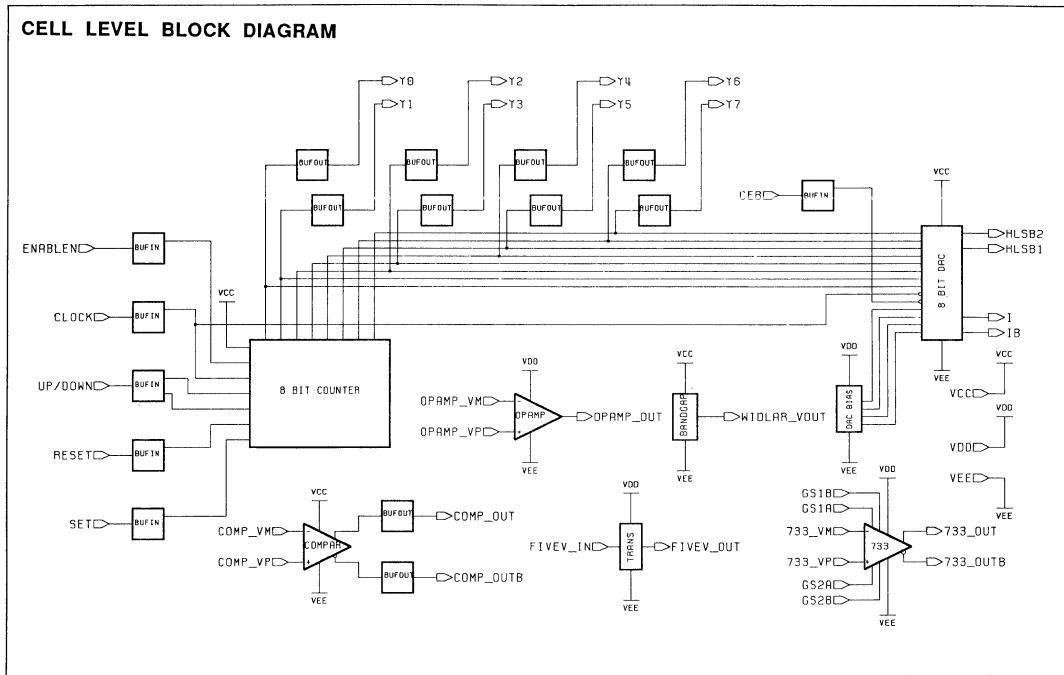 CELL LEVEL BLOCK DIAGRAM
Y0 Y2 Y4 Y6
Y1 Y3 Y5 Y7
BUFOUT BUFOUT BUFOUT BUFOUT
BUFOUT BUFOUT BUFOUT BUFOUT
CEB BUFIN
VCC
8 BIT DAC
HLSB2
HLSB1
I
IB
VEE
ENABLEN BUFIN
CLOCK BUFIN
UP/DOWN BUFIN
RESET BUFIN
SET BUFIN
VCC
8 BIT COUNTER
VDD
OPAMP_VM
OPAMP_VP
OPAMP
OPAMP_OUT
VEE
VCC
BANDGAP
WIDLAR_VOUT
VEE
VDD
DAC BIAS
VEE
VCC
VCC
VDD
VDD
VEE
VEE
VCC
COMP_VM
COMP_VP
COMPAR
BUFOUT COMP_OUT
BUFOUT COMP_OUTB
VEE
VDD
FIVEV_IN
TRANS
FIVEV_OUT
VEE
VDD
GS1B
GS1A
733_VM
733_VP
733
733_OUT
733_OUTB
GS2A
GS2B
VEE